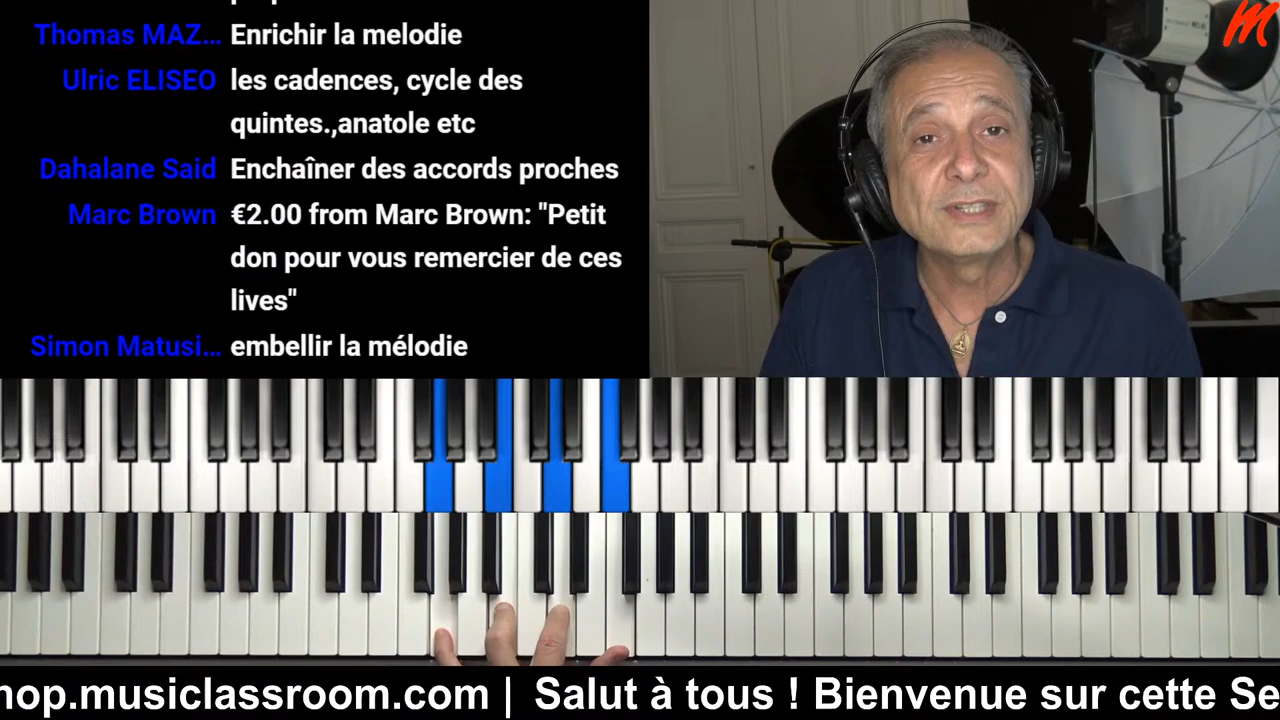 Thomas MAZ… Enrichir la melodie
Ulric ELISEO les cadences, cycle des
quintes.,anatole etc
Dahalane Said Enchaîner des accords proches
Marc Brown €2.00 from Marc Brown: "Petit
don pour vous remercier de ces
lives"
Simon Matusi… embellir la mélodie
hop.musiclassroom.com | Salut à tous ! Bienvenue sur cette Se